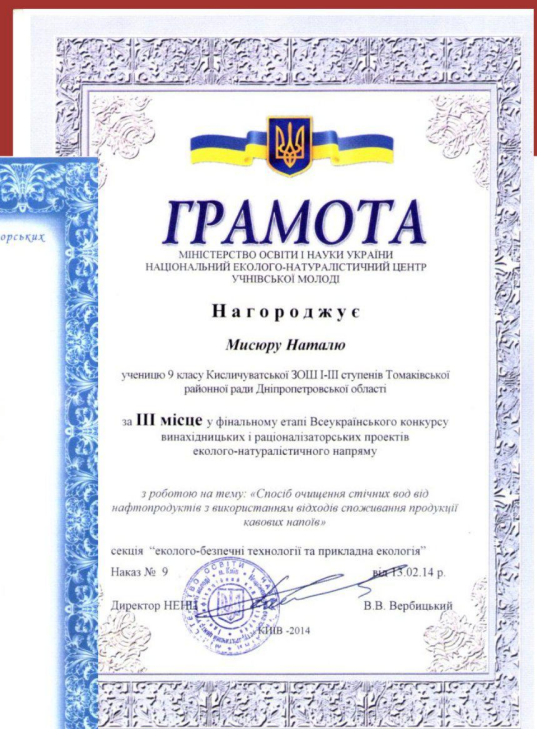 орських
ГРАМОТА
МІНІСТЕРСТВО ОСВІТИ І НАУКИ УКРАЇНИ
НАЦІОНАЛЬНИЙ ЕКОЛОГО-НАТУРАЛІСТИЧНИЙ ЦЕНТР
УЧНІВСЬКОЇ МОЛОДІ
Нагороджує
Мисюру Наталю
ученицю 9 класу Кисличуватської ЗОШ І-ІІІ ступенів Томаківської
районної ради Дніпропетровської області
за ІІІ місце у фінальному етапі Всеукраїнського конкурсу
винахідницьких і раціоналізаторських проектів
еколого-натуралістичного напряму
з роботою на тему: «Спосіб очищення стічних вод від
нафтопродуктів з використанням відходів споживання продукції
кавових напоїв»
секція “еколого-безпечні технології та прикладна екологія”
Наказ № 9 від 13.02.14 р.
Директор НЕНЦ В.В. Вербицький
КИЇВ -2014